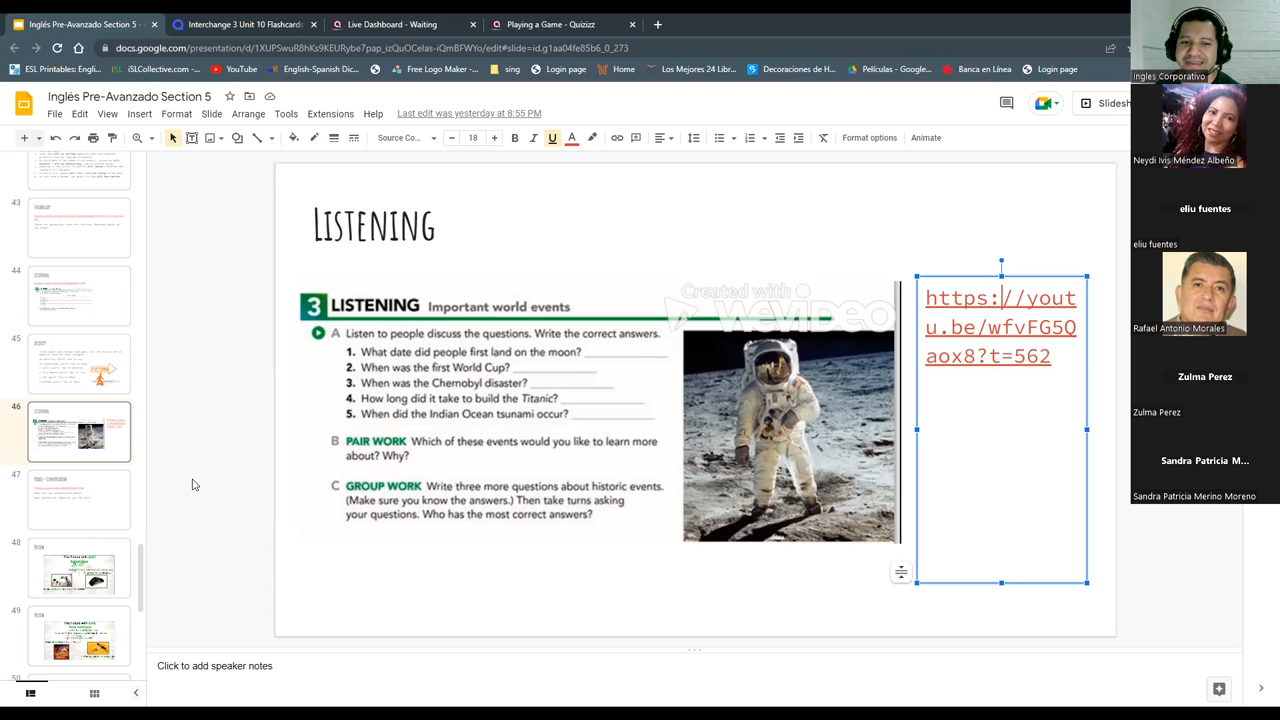 Inglés Pre-Avanzado Section 5 -
Interchange 3 Unit 10 Flashcards
Live Dashboard - Waiting
Playing a Game - Quizizz
docs.google.com/presentation/d/1XUPSwuR8hKs9KEURybe7pap_izQuOCelas-iQmBFWYo/edit#slide=id.g1aa04fe85b6_0_273
ESL Printables: Engl...
iSLCollective.com -...
YouTube
English-Spanish Dic...
Free Logo Maker -...
Login page
Home
Los Mejores 24 Libr...
Decoraciones de H...
Películas - Google...
Banca en Línea
Login page
Inglés Pre-Avanzado Section 5
File Edit View Insert Format Slide Arrange Tools Extensions Help
Last edit was yesterday at 8:55 PM
Slidesh
Source Co...
18
Format options
Animate
43
44
45
46
47
48
49
50
LISTENING
3 LISTENING Important world events
Created with
WeVideo
A Listen to people discuss the questions. Write the correct answers.
1. What date did people first land on the moon?
2. When was the first World Cup?
3. When was the Chernobyl disaster?
4. How long did it take to build the Titanic?
5. When did the Indian Ocean tsunami occur?
B PAIR WORK Which of these events would you like to learn more
about? Why?
C GROUP WORK Write three more questions about historic events.
(Make sure you know the answers.) Then take turns asking
your questions. Who has the most correct answers?
https://yout
u.be/wfvFG5Q
aox8?t=562
Click to add speaker notes
Ingles Corporativo
Neydi Ivis Méndez Albeño
eliu fuentes
eliu fuentes
Rafael Antonio Morales
Zulma Perez
Zulma Perez
Sandra Patricia M...
Sandra Patricia Merino Moreno